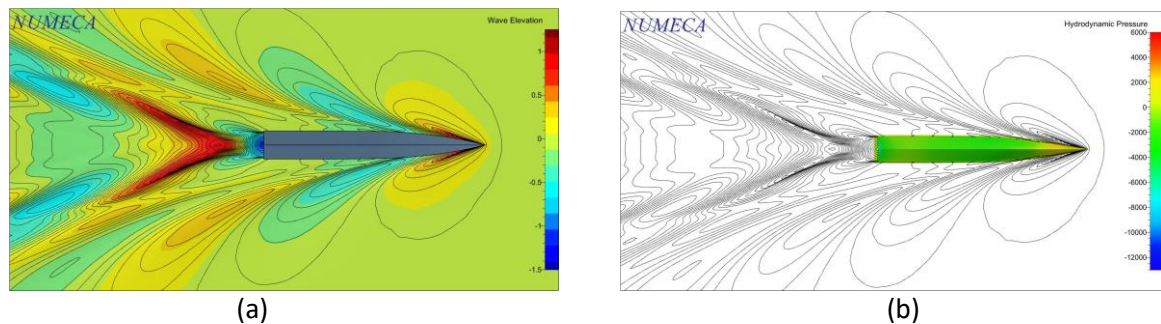 NUMECA
Wave Elevation
1
0.5
0
-0.5
-1
-1.5
(a)
NUMECA
Hydrodynamic Pressure
6000
4000
2000
0
-2000
-4000
-6000
-8000
-10000
-12000
(b)